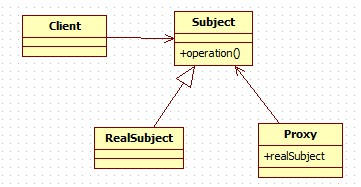 Client
Subject
+operation()
RealSubject
Proxy
+realSubject